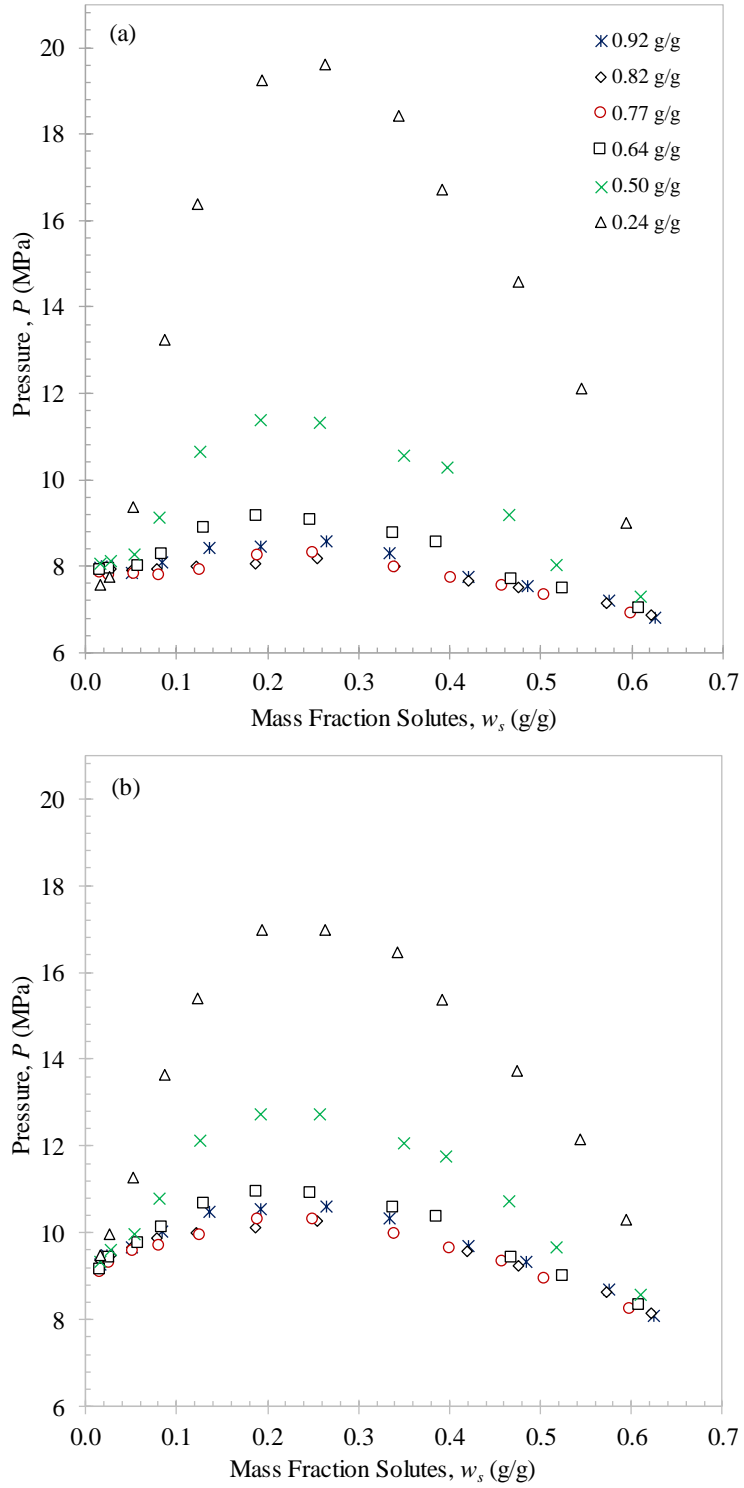 (a)
0.92 g/g
0.82 g/g
0.77 g/g
0.64 g/g
0.50 g/g
0.24 g/g
20
18
16
14
12
10
8
6
Pressure , P (MPa)
0.0 0.1 0.2 0.3 0.4 0.5 0.6 0.7
Mass Fraction Solutes, ws (g/g)
(b)
20
18
16
14
12
10
8
6
Pressure, P (MPa)
0.0 0.1 0.2 0.3 0.4 0.5 0.6 0.7
Mass Fraction Solutes, ws (g/g)